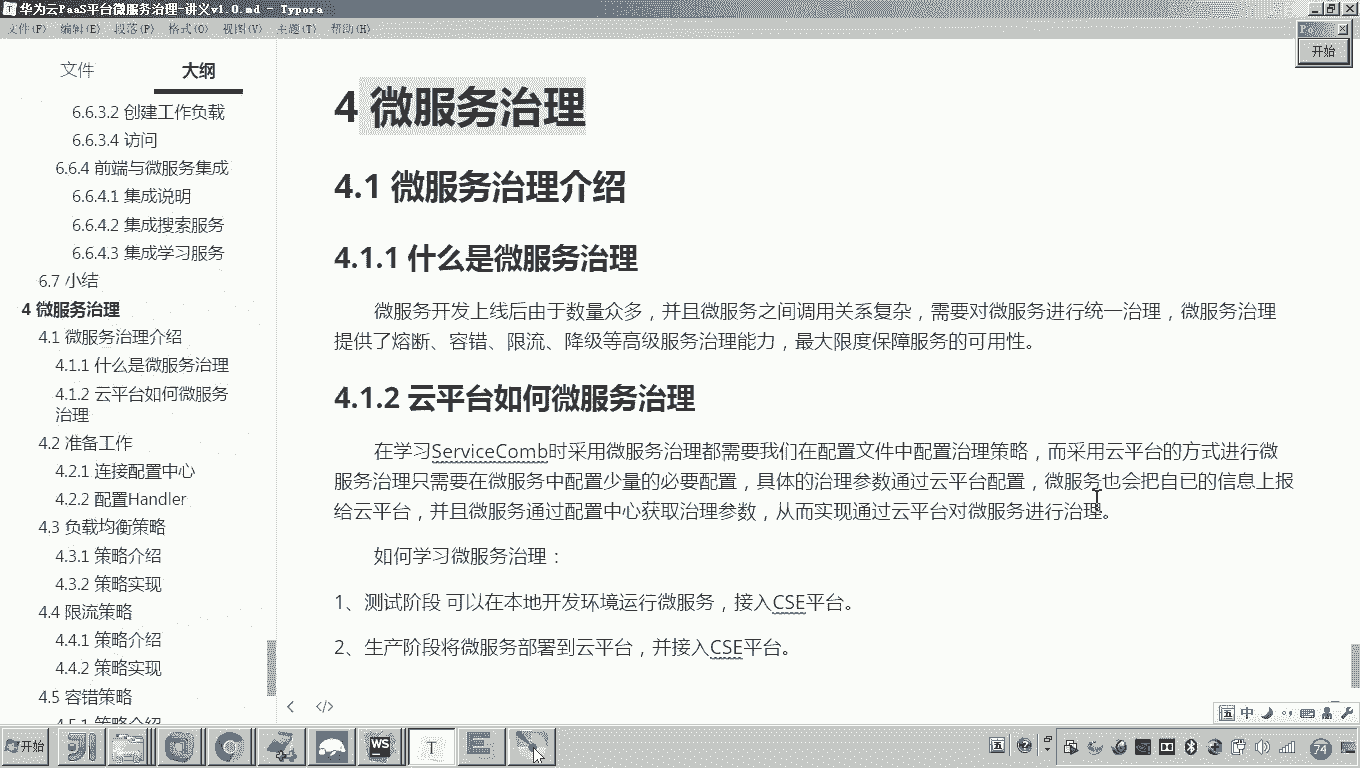 华为云PaaS平台微服务治理-讲义v1.0.md - Typora
文件(F) 编辑(E) 段落(P) 格式(O) 视图(V) 主题(T) 帮助(H)
开始
文件 大纲
6.6.3.2 创建工作负载
6.6.3.4 访问
6.6.4 前端与微服务集成
6.6.4.1 集成说明
6.6.4.2 集成搜索服务
6.6.4.3 集成学习服务
6.7 小结
4 微服务治理
4.1 微服务治理介绍
4.1.1 什么是微服务治理
4.1.2 云平台如何微服务
治理
4.2 准备工作
4.2.1 连接配置中心
4.2.2 配置Handler
4.3 负载均衡策略
4.3.1 策略介绍
4.3.2 策略实现
4.4 限流策略
4.4.1 策略介绍
4.4.2 策略实现
4.5 容错策略
4.5.1 策略介绍
4 微服务治理
4.1 微服务治理介绍
4.1.1 什么是微服务治理
微服务开发上线后由于数量众多，并且微服务之间调用关系复杂，需要对微服务进行统一治理，微服务治理
提供了熔断、容错、限流、降级等高级服务治理能力，最大限度保障服务的可用性。
4.1.2 云平台如何微服务治理
在学习ServiceComb时采用微服务治理都需要我们在配置文件中配置治理策略，而采用云平台的方式进行微
服务治理只需要在微服务中配置少量的必要配置，具体的治理参数通过云平台配置，微服务也会把自已的信息上报
给云平台，并且微服务通过配置中心获取治理参数，从而实现通过云平台对微服务进行治理。
如何学习微服务治理：
1、测试阶段 可以在本地开发环境运行微服务，接入CSE平台。
2、生产阶段将微服务部署到云平台，并接入CSE平台。
中
开始
WS
T
74